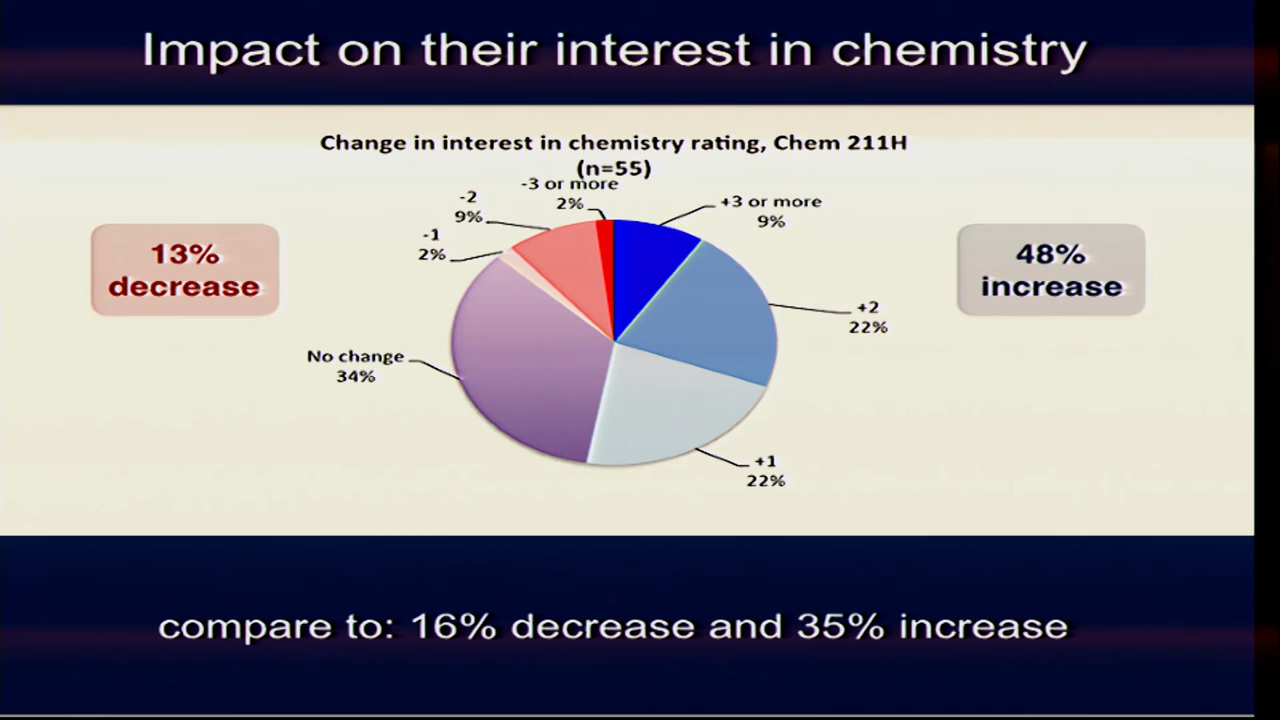 Impact on their interest in chemistry
Change in interest in chemistry rating, Chem 211H
(n=55)
-3 or more
2%
-2
9%
-1
2%
+3 or more
9%
13%
decrease
48%
increase
+2
22%
No change
34%
+1
22%
compare to: 16% decrease and 35% increase